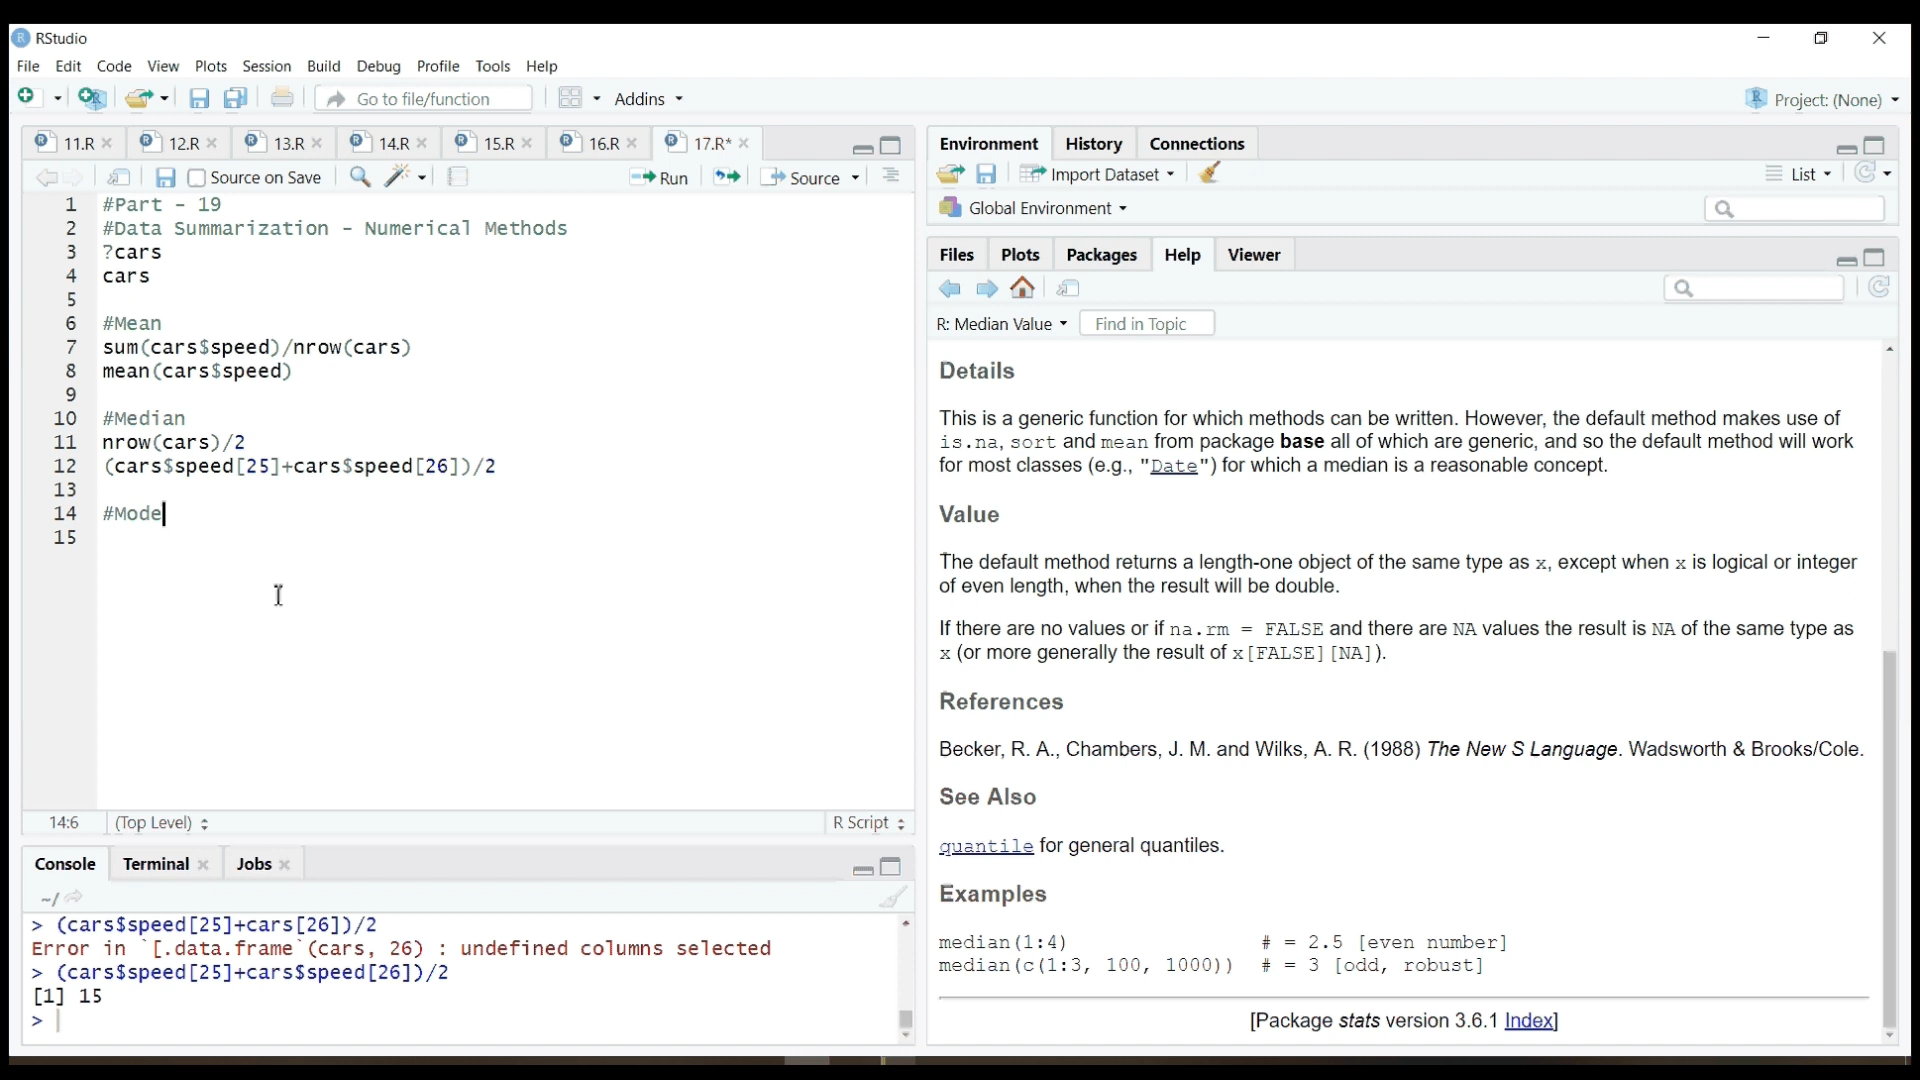 RStudio
File Edit Code View Plots Session Build Debug Profile Tools Help
Go to file/function Addins Project: (None)
11.R 12.R 13.R 14.R 15.R 16.R 17.R*
Source on Save Run Source
1 #Part - 19
2 #Data Summarization - Numerical Methods
3 ?cars
4 cars
5
6 #Mean
7 sum(cars$speed)/nrow(cars)
8 mean(cars$speed)
9
10 #Median
11 nrow(cars)/2
12 (cars$speed[25]+cars$speed[26])/2
13
14 #Mode
15
14:6 (Top Level) R Script
Console Terminal Jobs
~/
> (cars$speed[25]+cars[26])/2
Error in `[.data.frame`(cars, 26) : undefined columns selected
> (cars$speed[25]+cars$speed[26])/2
[1] 15
>
Environment History Connections
Import Dataset List
Global Environment
Files Plots Packages Help Viewer
R: Median Value Find in Topic
Details
This is a generic function for which methods can be written. However, the default method makes use of
is.na, sort and mean from package base all of which are generic, and so the default method will work
for most classes (e.g., "Date") for which a median is a reasonable concept.
Value
The default method returns a length-one object of the same type as x, except when x is logical or integer
of even length, when the result will be double.
If there are no values or if na.rm = FALSE and there are NA values the result is NA of the same type as
x (or more generally the result of x[FALSE][NA]).
References
Becker, R. A., Chambers, J. M. and Wilks, A. R. (1988) The New S Language. Wadsworth & Brooks/Cole.
See Also
quantile for general quantiles.
Examples
median(1:4) # = 2.5 [even number]
median(c(1:3, 100, 1000)) # = 3 [odd, robust]
[Package stats version 3.6.1 Index]